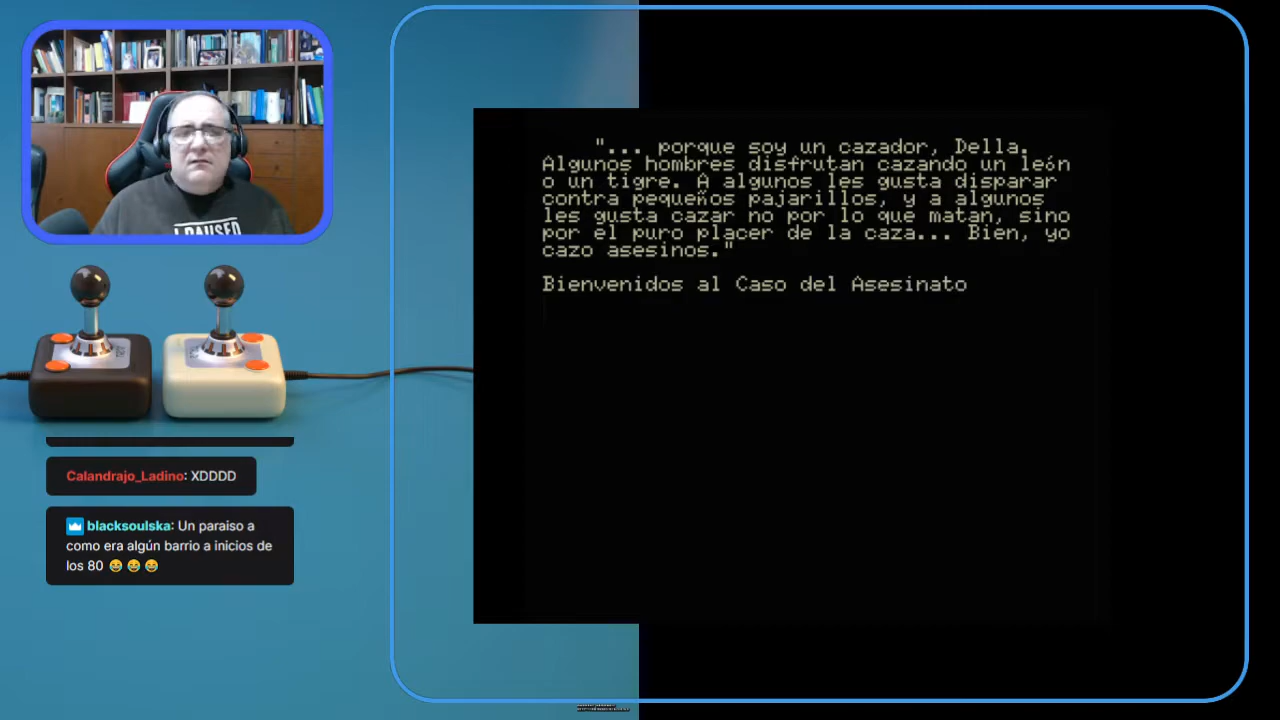 "... porque soy un cazador, Della.
Algunos hombres disfrutan cazando un león
o un tigre. A algunos les gusta disparar
contra pequeños pajarillos, y a algunos
les gusta cazar no por lo que matan, sino
por el puro placer de la caza... Bien, yo
cazo asesinos."
Bienvenidos al Caso del Asesinato
I PAUSED
Calandrajo_Ladino: XDDDD
blacksoulska: Un paraiso a
como era algún barrio a inicios de
los 80 😂 😂 😂